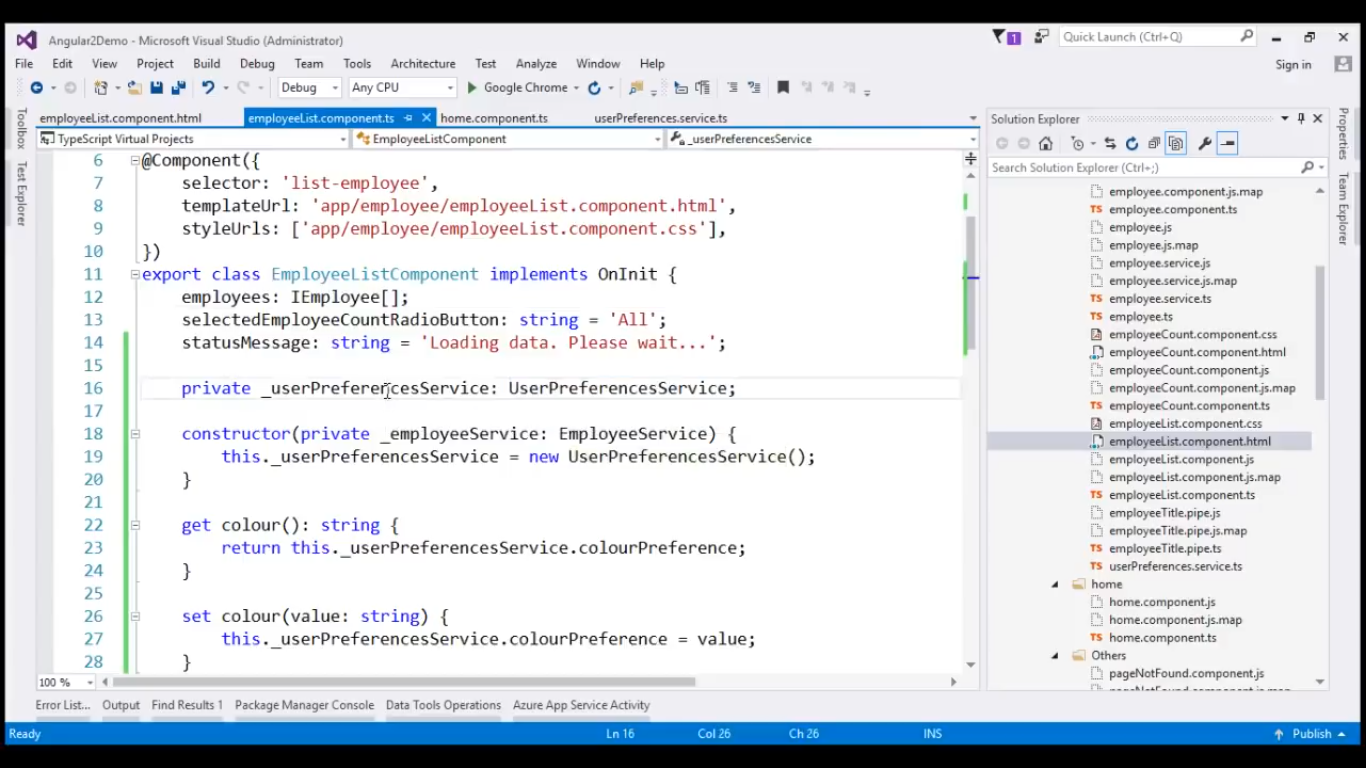 Angular2Demo - Microsoft Visual Studio (Administrator)
1
Quick Launch (Ctrl+Q)
File Edit View Project Build Debug Team Tools Architecture Test Analyze Window Help
Sign in
Debug Any CPU Google Chrome
employeeList.component.html employeeList.component.ts home.component.ts userPreferences.service.ts
TypeScript Virtual Projects EmployeeListComponent _userPreferencesService
6 @Component({
7 selector: 'list-employee',
8 templateUrl: 'app/employee/employeeList.component.html',
9 styleUrls: ['app/employee/employeeList.component.css'],
10 })
11 export class EmployeeListComponent implements OnInit {
12 employees: IEmployee[];
13 selectedEmployeeCountRadioButton: string = 'All';
14 statusMessage: string = 'Loading data. Please wait...';
15
16 private _userPreferencesService: UserPreferencesService;
17
18 constructor(private _employeeService: EmployeeService) {
19 this._userPreferencesService = new UserPreferencesService();
20 }
21
22 get colour(): string {
23 return this._userPreferencesService.colourPreference;
24 }
25
26 set colour(value: string) {
27 this._userPreferencesService.colourPreference = value;
28 }
100 %
Toolbox
Test Explorer
Solution Explorer
Search Solution Explorer (Ctrl+;)
employee.component.js.map
TS employee.component.ts
employee.js
employee.js.map
employee.service.js
employee.service.js.map
TS employee.service.ts
TS employee.ts
employeeCount.component.css
employeeCount.component.html
employeeCount.component.js
employeeCount.component.js.map
TS employeeCount.component.ts
employeeList.component.css
employeeList.component.html
employeeList.component.js
employeeList.component.js.map
TS employeeList.component.ts
employeeTitle.pipe.js
employeeTitle.pipe.js.map
TS employeeTitle.pipe.ts
TS userPreferences.service.ts
home
home.component.js
home.component.js.map
TS home.component.ts
Others
pageNotFound.component.js
Properties
Team Explorer
Error List... Output Find Results 1 Package Manager Console Data Tools Operations Azure App Service Activity
Ready Ln 16 Col 26 Ch 26 INS Publish